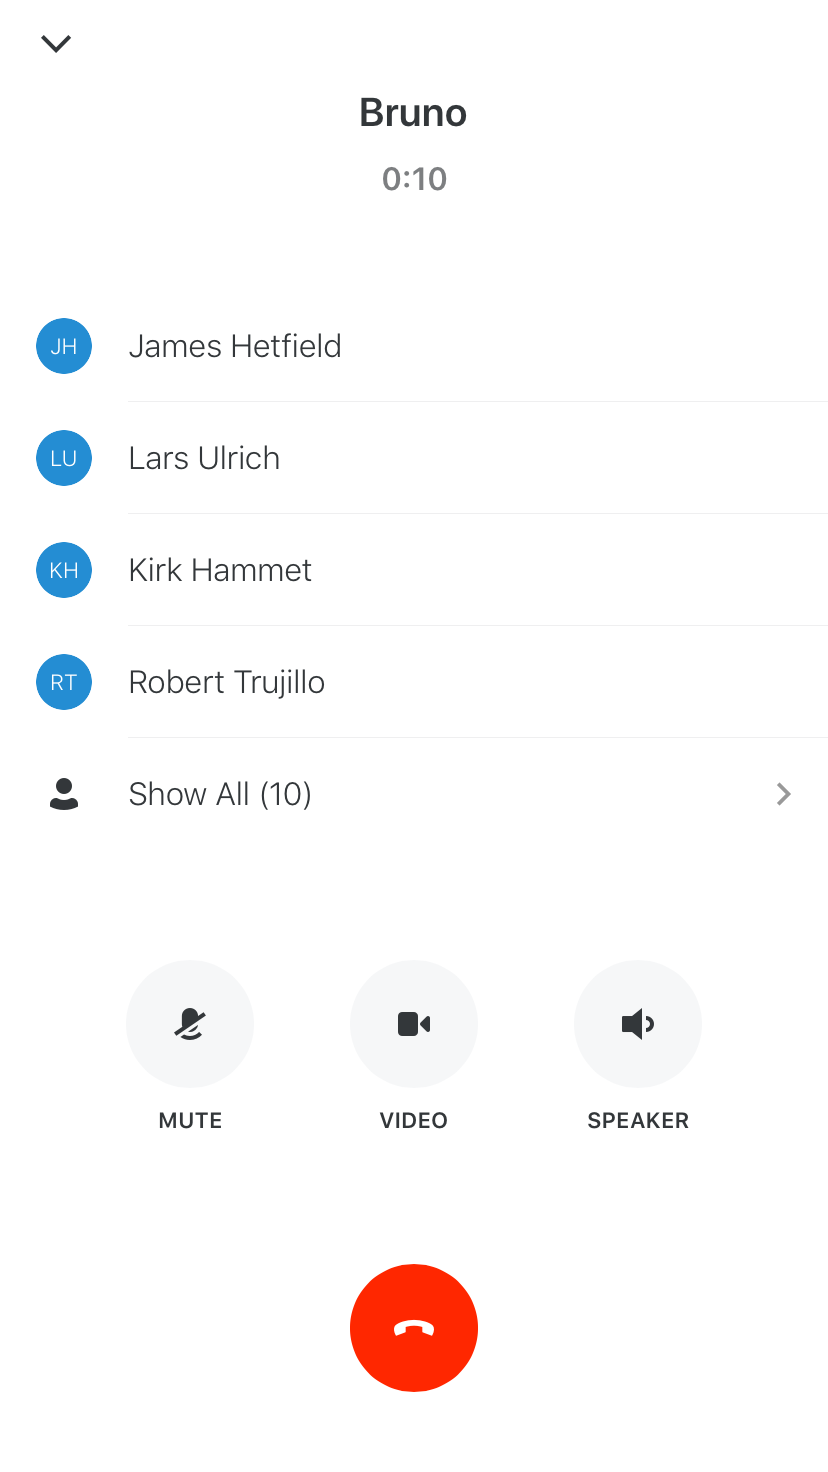 Bruno
0:10
JH James Hetfield
LU Lars Ulrich
KH Kirk Hammet
RT Robert Trujillo
Show All (10)
MUTE VIDEO SPEAKER